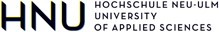 HNU HOCHSCHULE NEU-ULM
UNIVERSITY
OF APPLIED SCIENCES